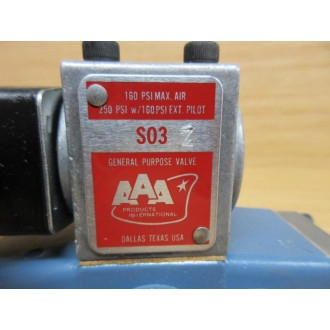 160 PSI MAX. AIR
250 PSI w/160 PSI EXT. PILOT
S03 Z
GENERAL PURPOSE VALVE
AAA
PRODUCTS
INTERNATIONAL
DALLAS TEXAS USA